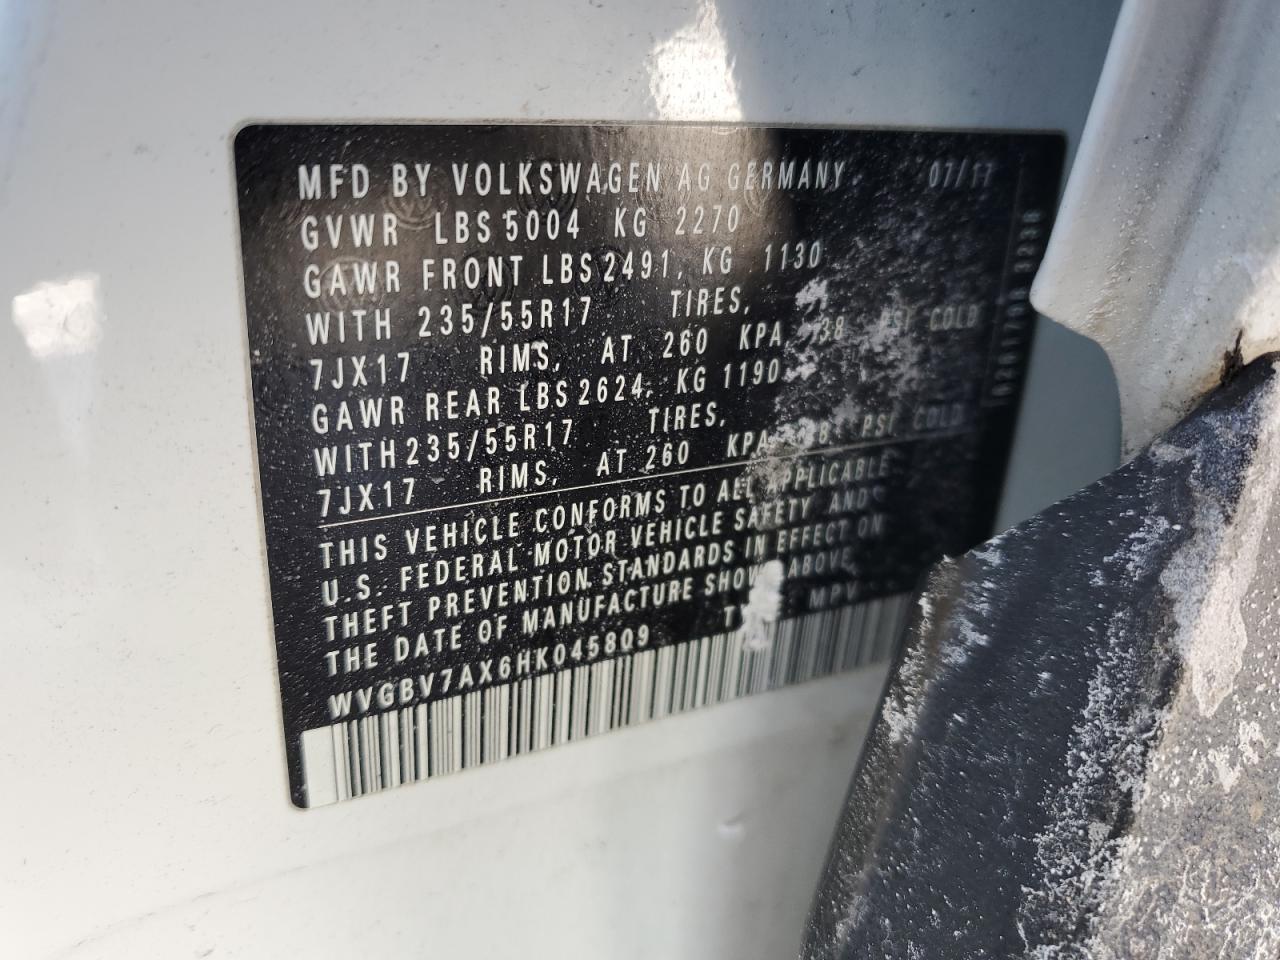 MFD BY VOLKSWAGEN AG GERMANY 07/17
GVWR LBS 5004 KG 2270
GAWR FRONT LBS 2491, KG 1130
WITH 235/55R17 TIRES,
7JX17 RIMS, AT 260 KPA, 38 PSI COLD
GAWR REAR LBS 2624, KG 1190
WITH 235/55R17 TIRES,
7JX17 RIMS, AT 260 KPA 38 PSI COLD
THIS VEHICLE CONFORMS TO ALL APPLICABLE
U.S. FEDERAL MOTOR VEHICLE SAFETY AND
THEFT PREVENTION STANDARDS IN EFFECT ON
THE DATE OF MANUFACTURE SHOWN ABOVE
WVGBV7AX6HK045809 MPV